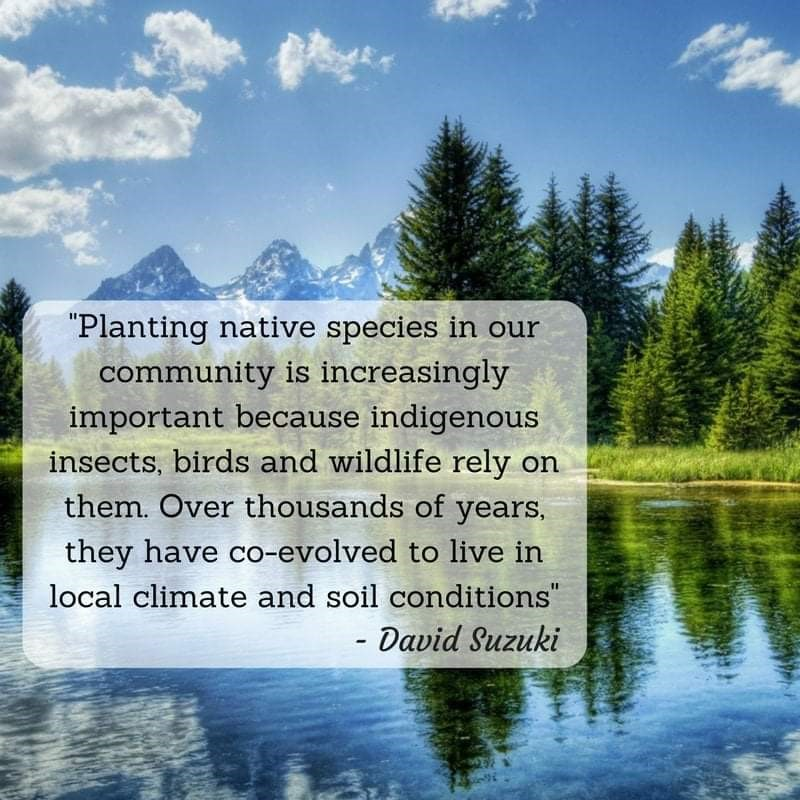 "Planting native species in our
community is increasingly
important because indigenous
insects, birds and wildlife rely on
them. Over thousands of years,
they have co-evolved to live in
local climate and soil conditions"
- David Suzuki